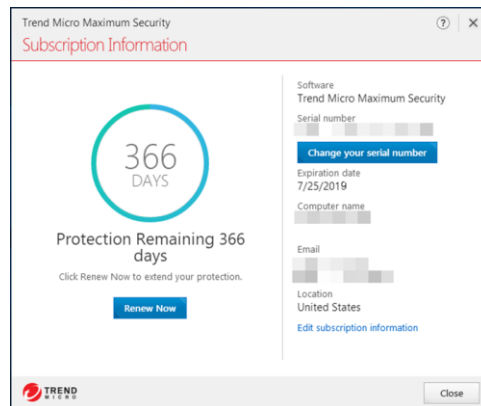 Trend Micro Maximum Security
Subscription Information
366
DAYS
Protection Remaining 366
days
Click Renew Now to extend your protection.
Renew Now
Software
Trend Micro Maximum Security
Serial number
Change your serial number
Expiration date
7/25/2019
Computer name
Email
Location
United States
Edit subscription information
TREND
MICRO
Close